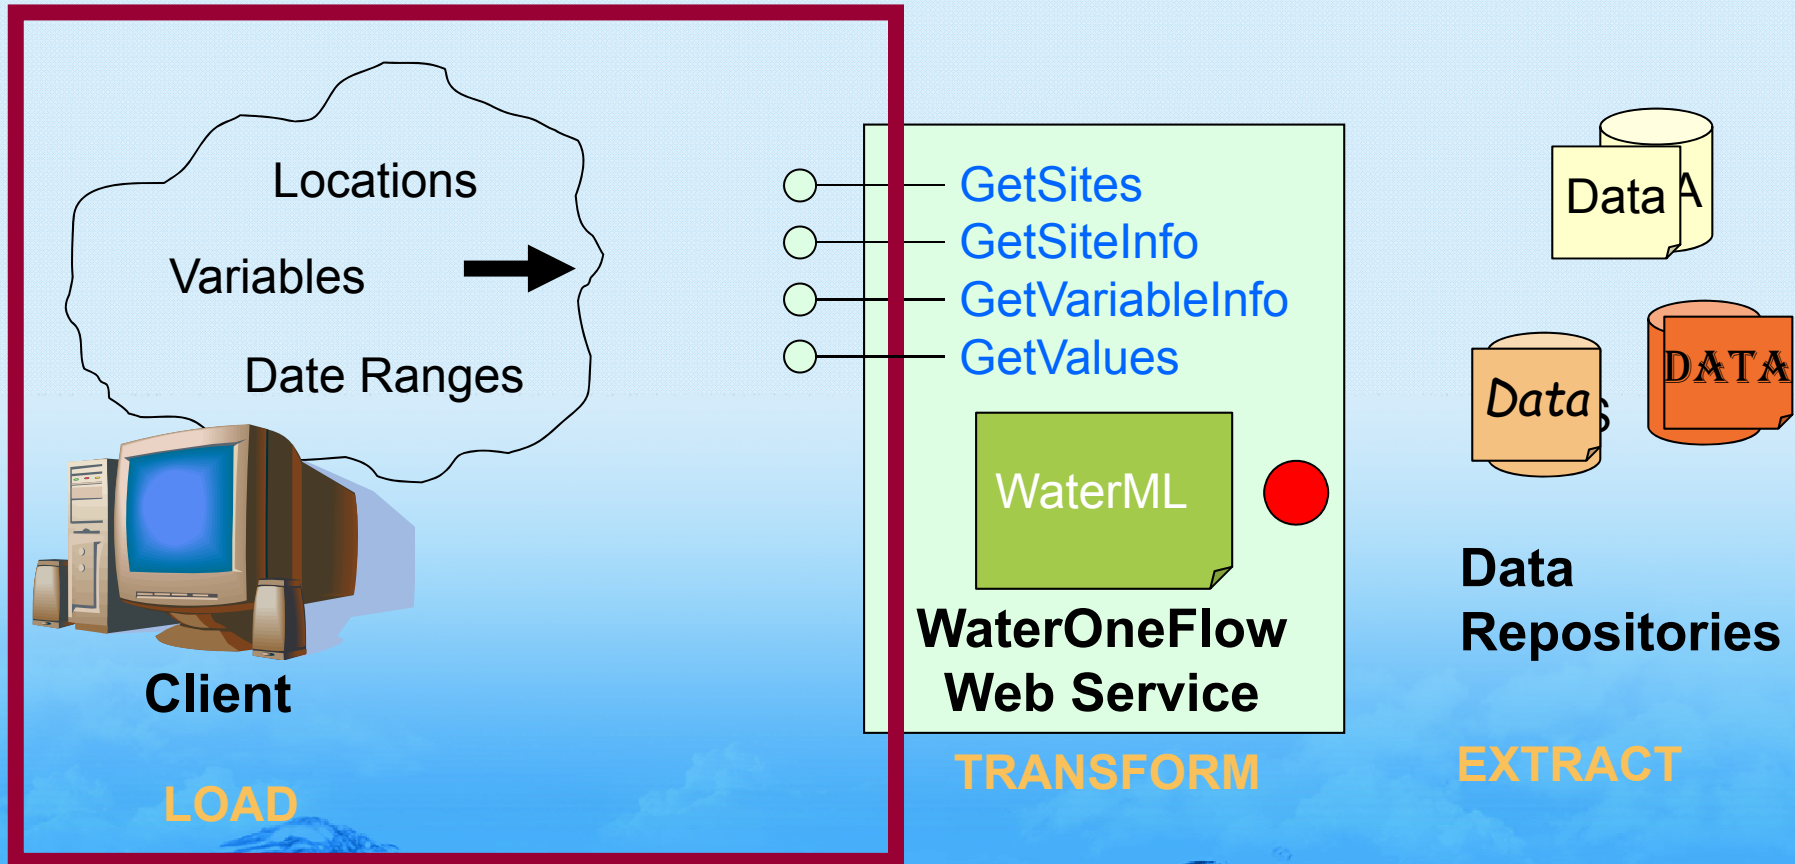 Locations
Variables
Date Ranges
Client
LOAD
GetSites
GetSiteInfo
GetVariableInfo
GetValues
WaterML
WaterOneFlow
Web Service
TRANSFORM
Data
Data
DATA
Data
Repositories
EXTRACT